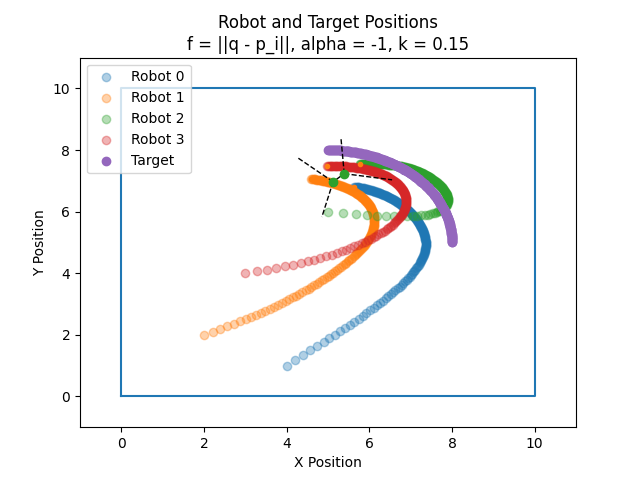 Robot and Target Positions
f = ||q - p_i||, alpha = -1, k = 0.15
Robot 0
Robot 1
Robot 2
Robot 3
Target
10
8
6
4
2
0
Y Position
0 2 4 6 8 10
X Position